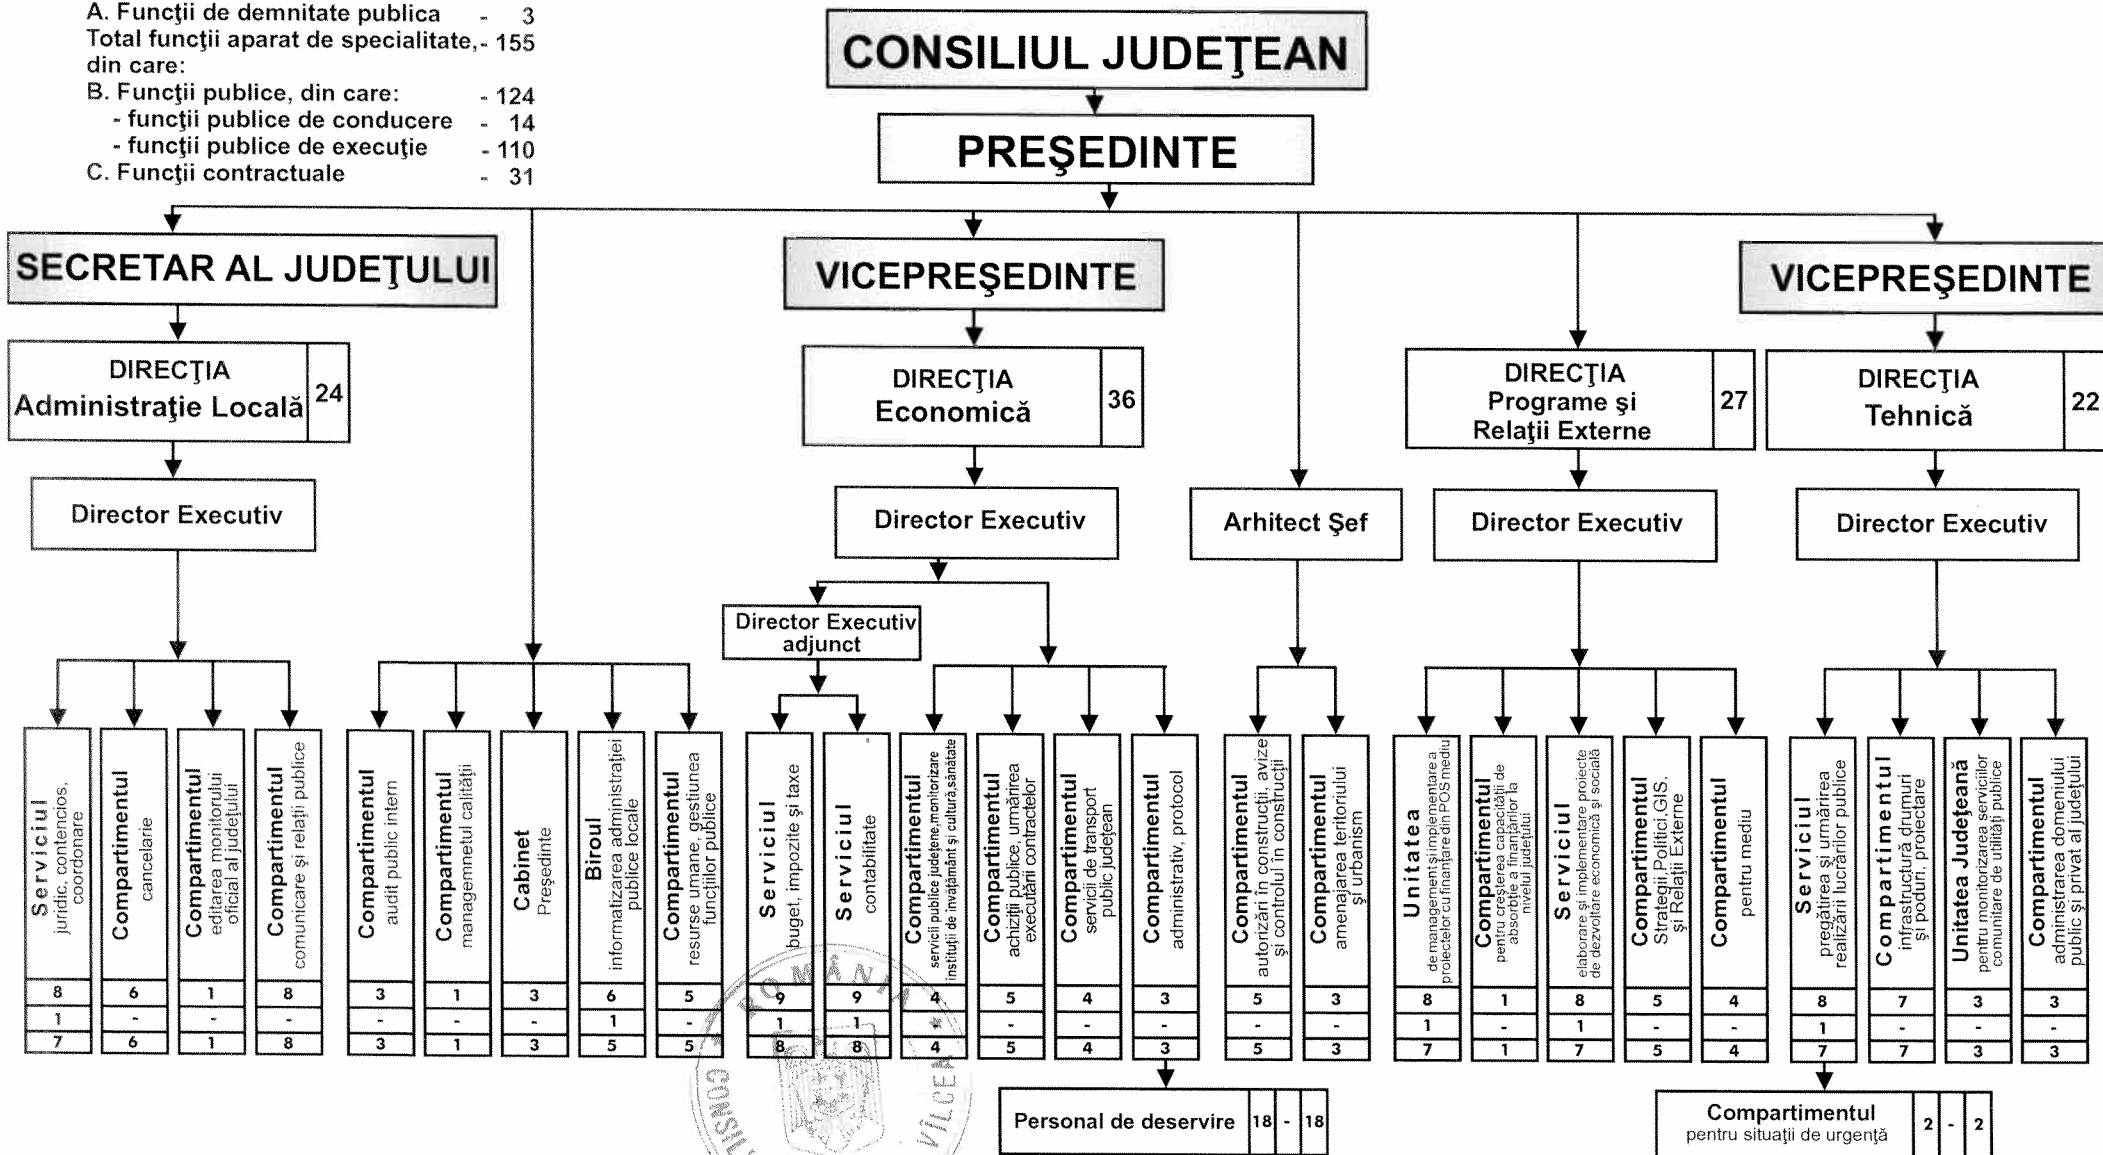 A. Funcţii de demnitate publica - 3
Total funcţii aparat de specialitate,- 155
din care:
B. Funcţii publice, din care: - 124
- funcţii publice de conducere - 14
- funcţii publice de execuţie - 110
C. Funcţii contractuale - 31
CONSILIUL JUDEŢEAN
PREŞEDINTE
SECRETAR AL JUDEŢULUI
VICEPREŞEDINTE
VICEPREŞEDINTE
DIRECŢIA
Administraţie Locală
24
DIRECŢIA
Economică
36
DIRECŢIA
Programe şi
Relaţii Externe
27
DIRECŢIA
Tehnică
22
Director Executiv
Director Executiv
Arhitect Şef
Director Executiv
Director Executiv
Director Executiv
adjunct
Serviciul
juridic, contencios,
coordonare
Compartimentul
cancelarie
Compartimentul
editarea monitorului
oficial al judeţului
Compartimentul
comunicare şi relaţii publice
Compartimentul
audit public intern
Compartimentul
managemnetul calităţii
Cabinet
Preşedinte
Biroul
informatizarea administraţiei
publice locale
Compartimentul
resurse umane, gestiunea
funcţiilor publice
Serviciul
buget, impozite şi taxe
Serviciul
contabilitate
Compartimentul
servicii publice judeţene,monitorizare
instituţii de învăţământ şi cultură,sănătate
Compartimentul
achiziţii publice, urmărirea
executării contractelor
Compartimentul
servicii de transport
public judeţean
Compartimentul
administrativ, protocol
Compartimentul
autorizări în construcţii, avize
şi controlul în construcţii
Compartimentul
amenajarea teritoriului
şi urbanism
Unitatea
de management şi implementare a
proiectelor cu finanţare din POS mediu
Compartimentul
pentru creşterea capacităţii de
absorbţie a finanţărilor la
nivelul judeţului
Serviciul
elaborare şi implementare proiecte
de dezvoltare economică şi socială
Compartimentul
Strategii,Politici,GIS,
şi Relaţii Externe
Compartimentul
pentru mediu
Serviciul
pregătirea şi urmărirea
realizării lucrărilor publice
Compartimentul
infrastructură drumuri
şi poduri, proiectare
Unitatea Judeţeană
pentru monitorizarea serviciilor
comunitare de utilităţi publice
Compartimentul
administrarea domeniului
public şi privat al judeţului
8 6 1 8 3 1 3 6 5 9 9 4 5 4 3 5 3 8 1 8 5 4 8 7 3 3
1 - - - - - - 1 - 1 1 - - - - - - 1 - 1 - - 1 - - -
7 6 1 8 3 1 3 5 5 8 8 4 5 4 3 5 3 7 1 7 5 4 7 7 3 3
Personal de deservire 18 - 18
Compartimentul
pentru situaţii de urgenţă
2 - 2
ROMÂNIA
VÎLCEA